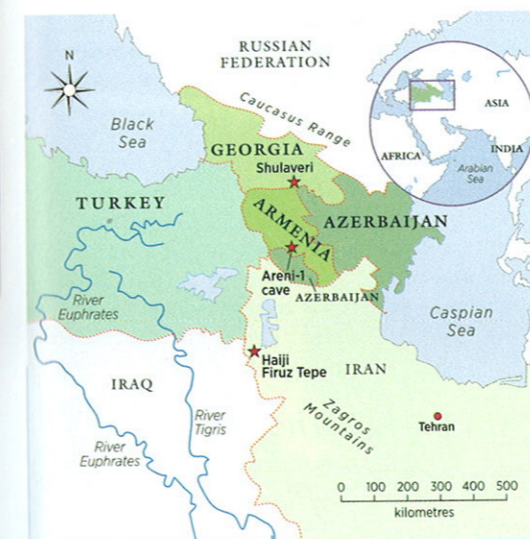 RUSSIAN
FEDERATION
N
Caucasus Range
ASIA
Black
Sea
GEORGIA
AFRICA
INDIA
Shulaveri
Arabian
Sea
TURKEY
ARMENIA
AZERBAIJAN
Areni-1
cave
AZERBAIJAN
River
Euphrates
Caspian
Sea
Haiji
Firuz Tepe
IRAN
IRAQ
Zagros
Mountains
River
Tigris
Tehran
River
Euphrates
0 100 200 300 400 500
kilometres